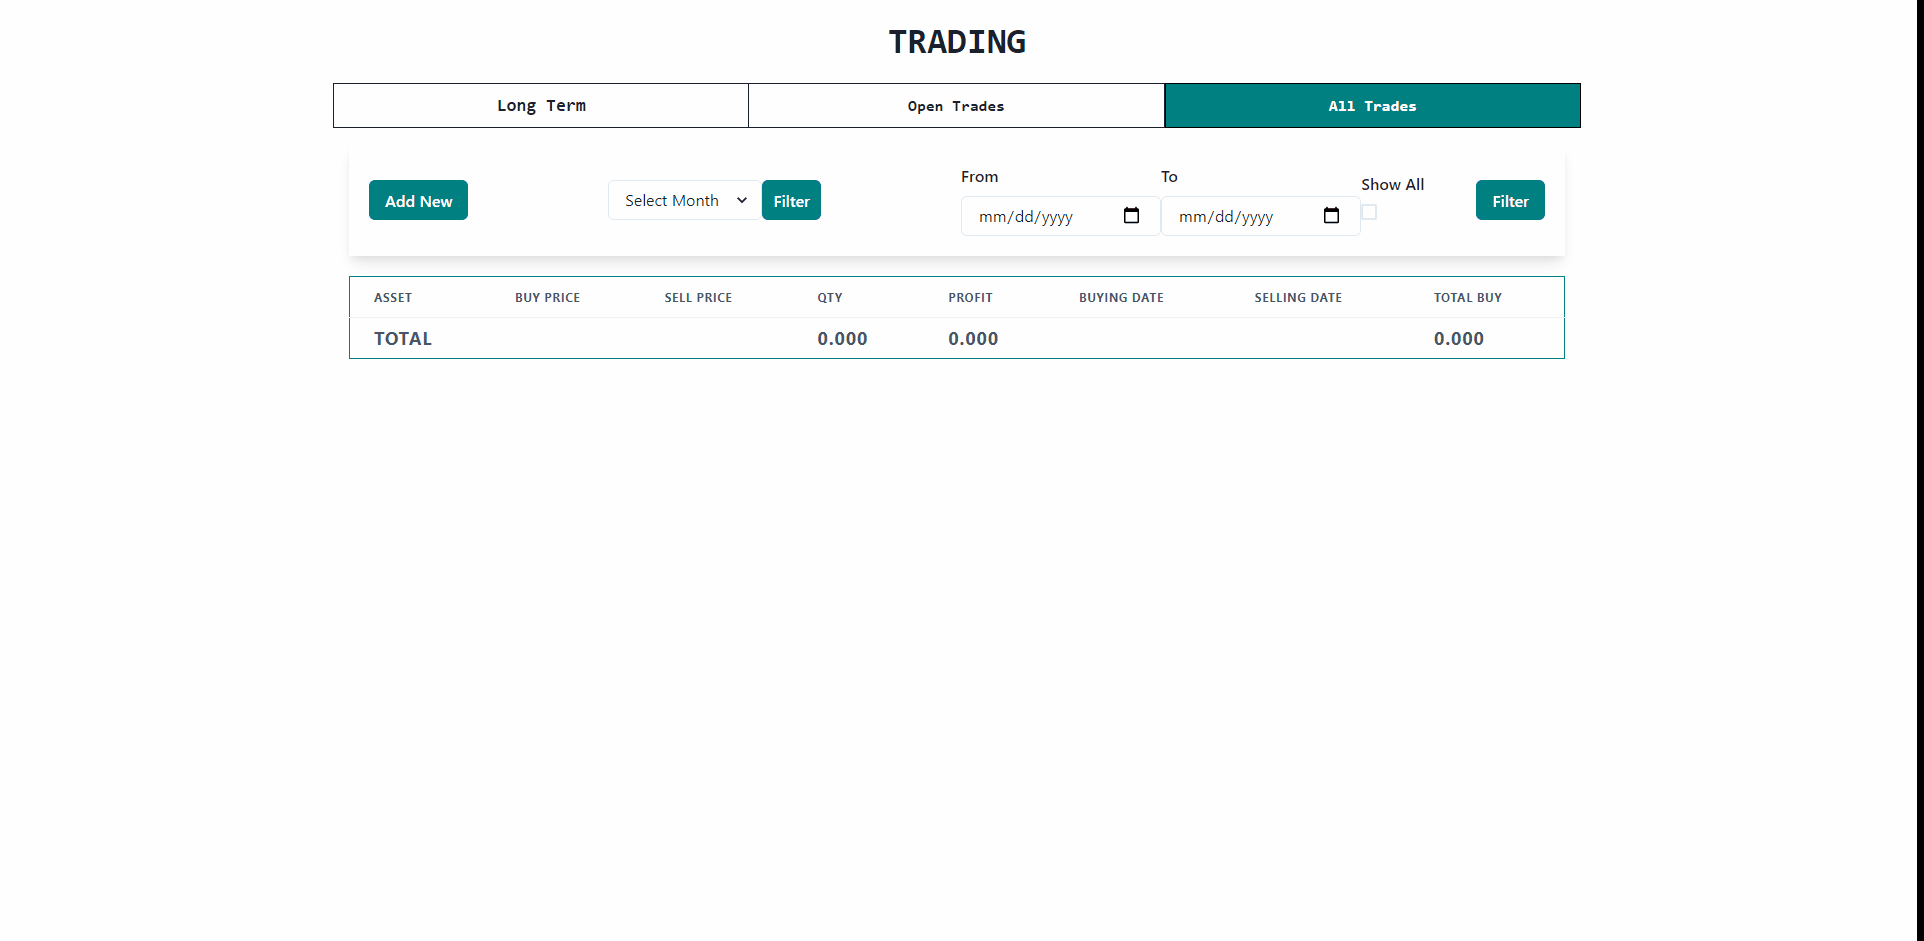 TRADING
Long Term Open Trades All Trades
From To Show All
Add New Select Month Filter mm/dd/yyyy mm/dd/yyyy Filter
ASSET BUY PRICE SELL PRICE QTY PROFIT BUYING DATE SELLING DATE TOTAL BUY
TOTAL 0.000 0.000 0.000